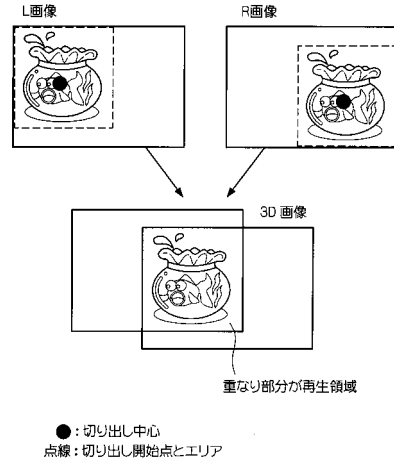 L画像
R画像
3D 画像
重なり部分が再生領域
●:切り出し中心
点線:切り出し開始点とエリア